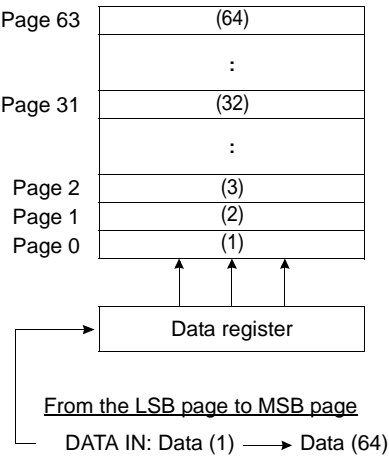 Page 63 (64)
:
Page 31 (32)
:
Page 2 (3)
Page 1 (2)
Page 0 (1)
Data register
From the LSB page to MSB page
DATA IN: Data (1) → Data (64)